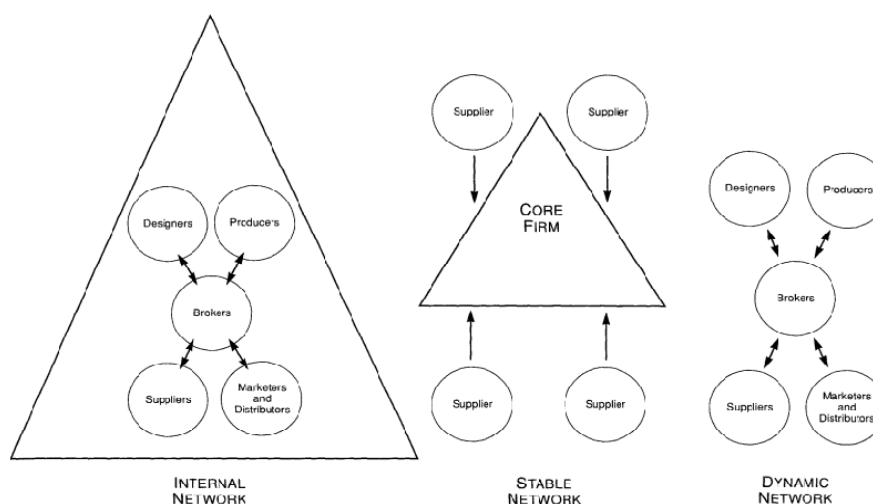 Designers
Producers
Brokers
Suppliers
Marketers
and
Distributors
INTERNAL
NETWORK
Supplier
Supplier
CORE
FIRM
Supplier
Supplier
STABLE
NETWORK
Designers
Producers
Brokers
Suppliers
Marketers
and
Distributors
DYNAMIC
NETWORK